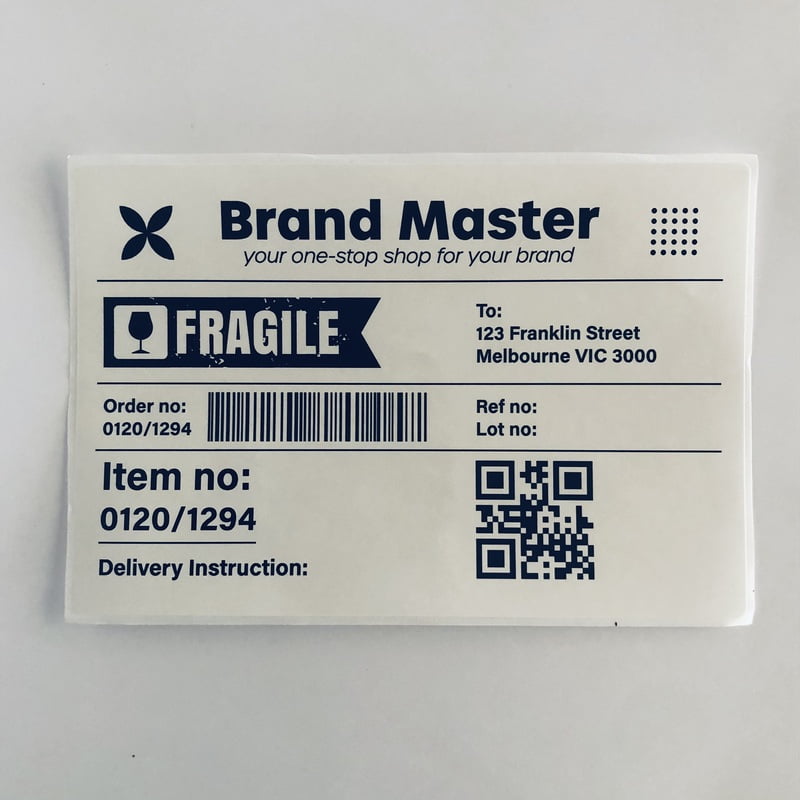 Brand Master
your one-stop shop for your brand
FRAGILE
To:
123 Franklin Street
Melbourne VIC 3000
Order no:
0120/1294
Ref no:
Lot no:
Item no:
0120/1294
Delivery Instruction: